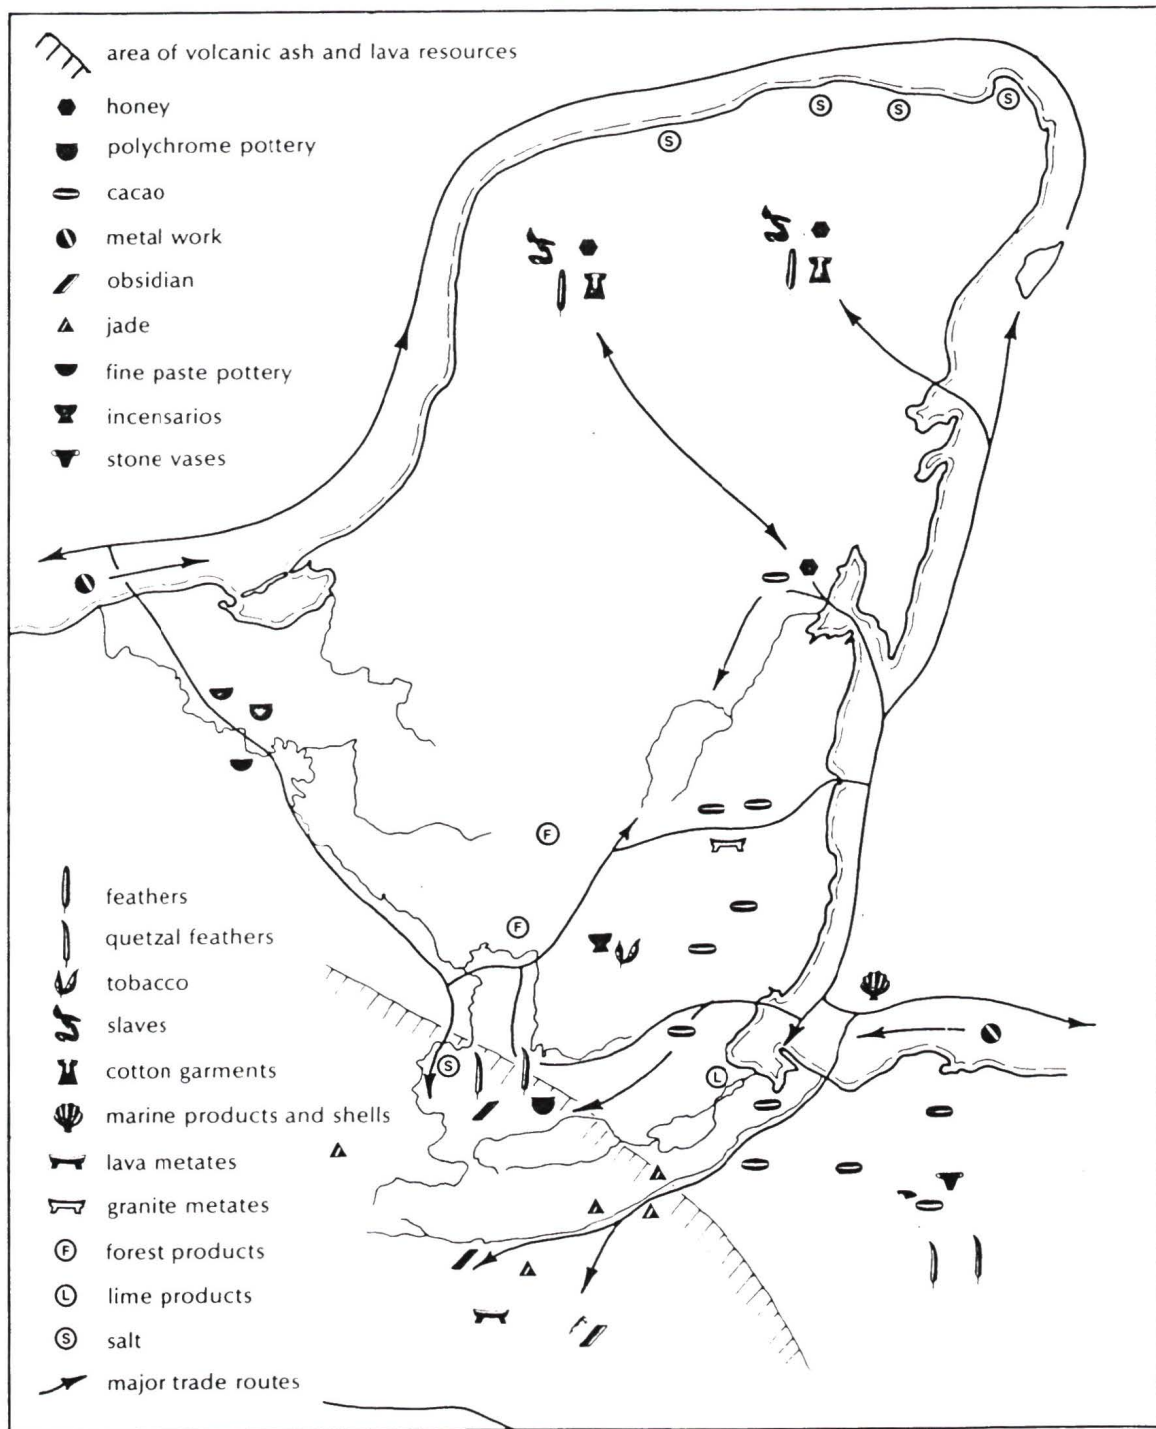 area of volcanic ash and lava resources
honey
polychrome pottery
cacao
metal work
obsidian
jade
fine paste pottery
incensarios
stone vases
feathers
quetzal feathers
tobacco
slaves
cotton garments
marine products and shells
lava metates
granite metates
F forest products
L lime products
S salt
major trade routes
S
S
S
S
F
F
S
L